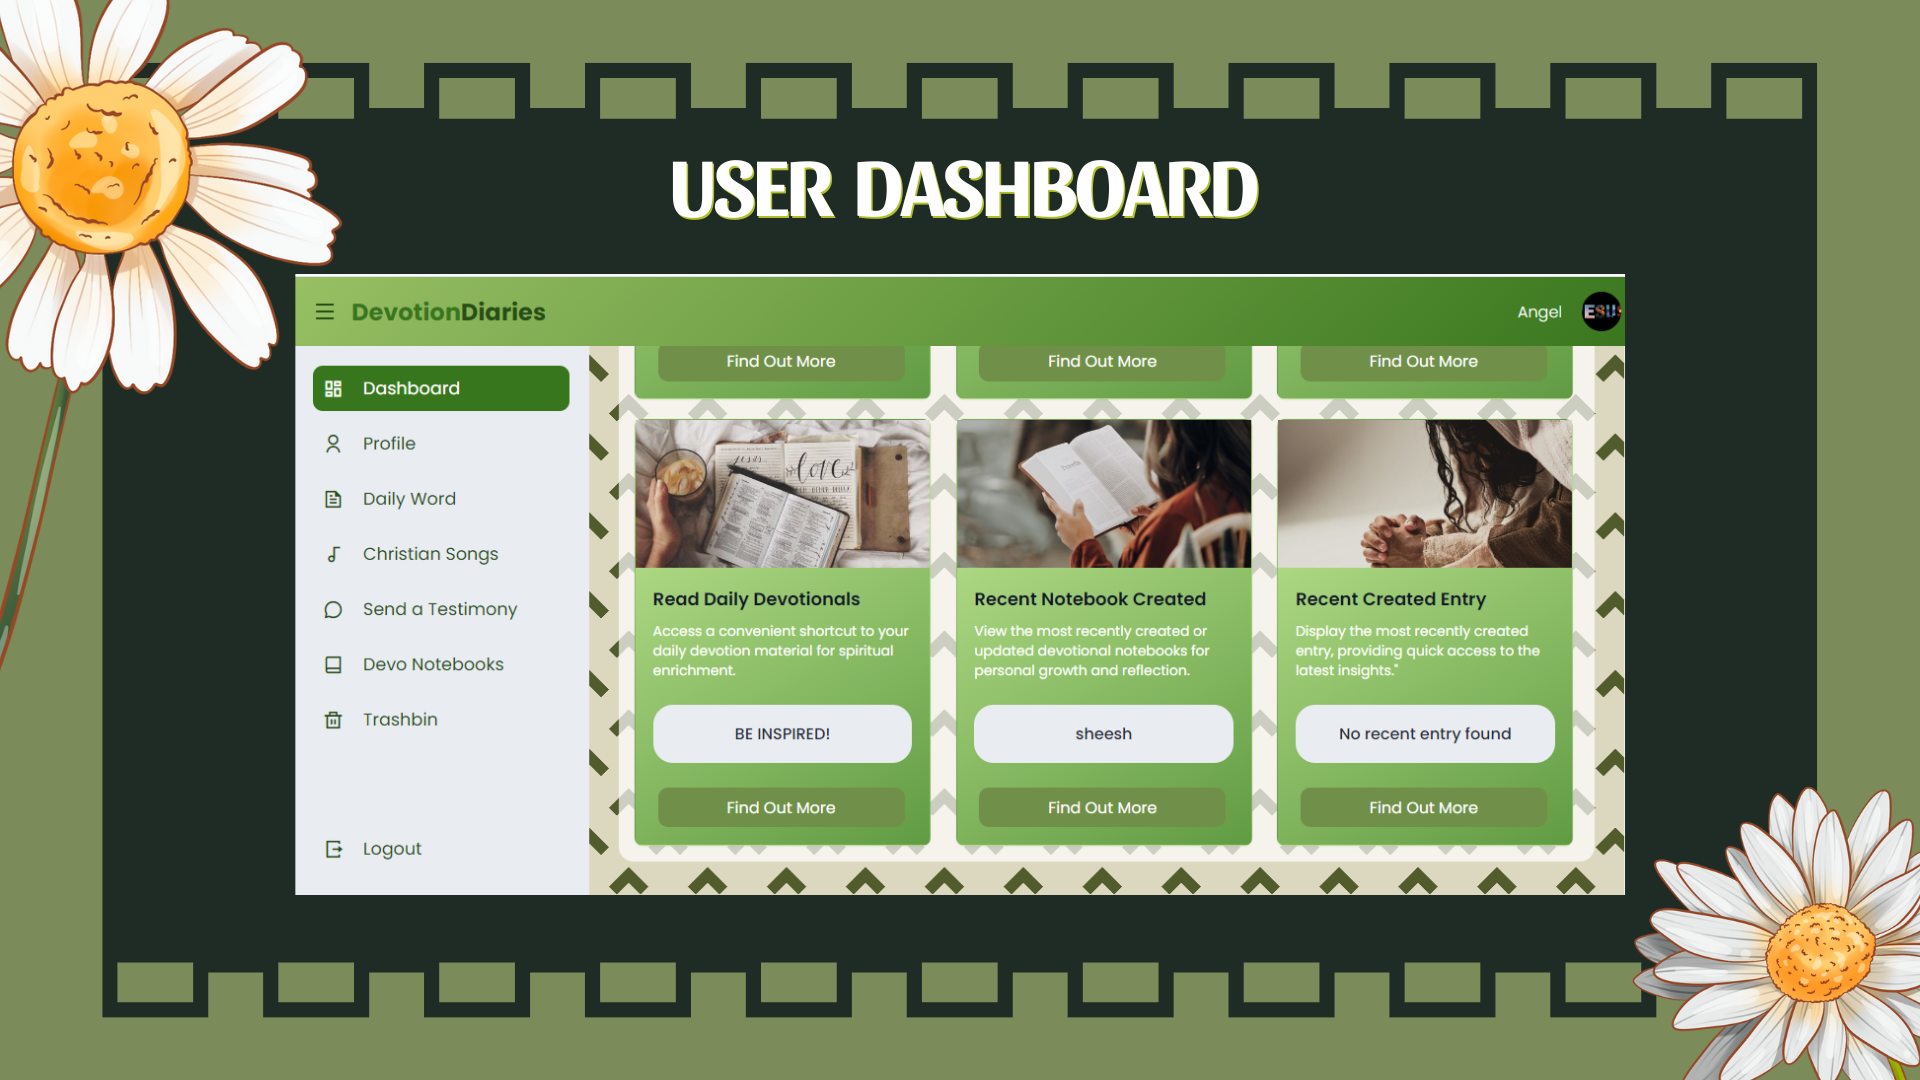 USER DASHBOARD
DevotionDiaries
Angel
Dashboard
Profile
Daily Word
Christian Songs
Send a Testimony
Devo Notebooks
Trashbin
Logout
Find Out More
Find Out More
Find Out More
love
Read Daily Devotionals
Access a convenient shortcut to your
daily devotion material for spiritual
enrichment.
BE INSPIRED!
Find Out More
Recent Notebook Created
View the most recently created or
updated devotional notebooks for
personal growth and reflection.
sheesh
Find Out More
Recent Created Entry
Display the most recently created
entry, providing quick access to the
latest insights."
No recent entry found
Find Out More